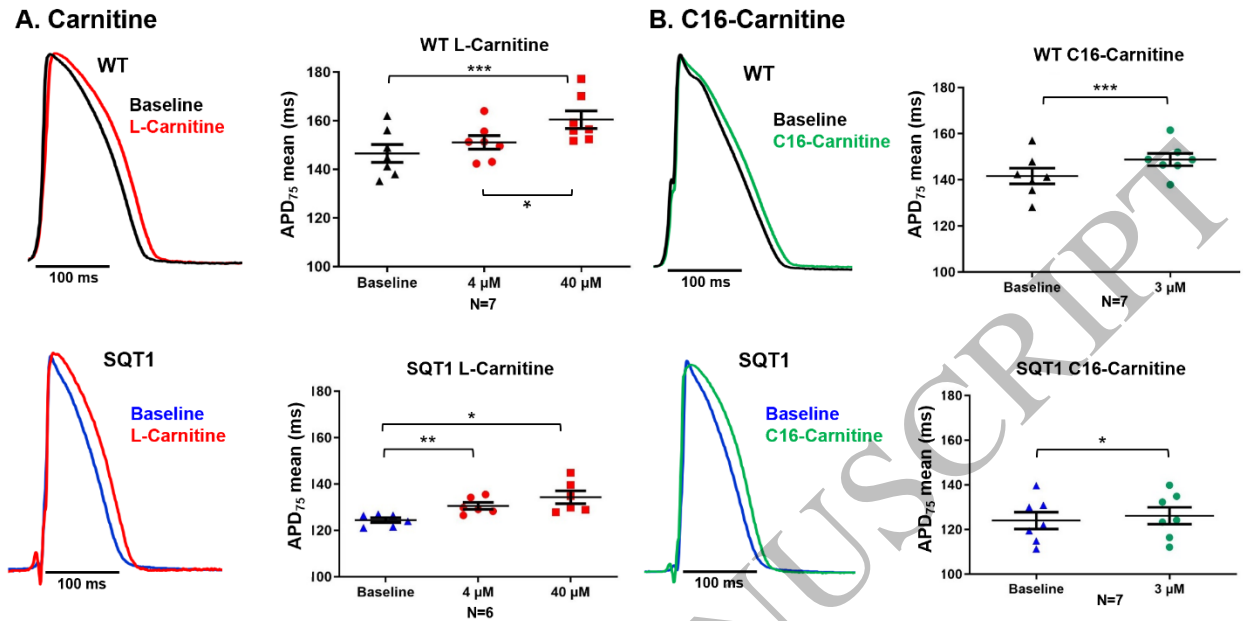 A. Carnitine
WT
Baseline
L-Carnitine
100 ms
WT L-Carnitine
APD75 mean (ms)
180
160
140
120
100
***
*
Baseline 4 µM 40 µM
N=7
SQT1
Baseline
L-Carnitine
100 ms
SQT1 L-Carnitine
APD75 mean (ms)
180
160
140
120
100
*
**
Baseline 4 µM 40 µM
N=6
B. C16-Carnitine
WT
Baseline
C16-Carnitine
100 ms
WT C16-Carnitine
APD75 mean (ms)
180
160
140
120
100
***
Baseline 3 µM
N=7
SQT1
Baseline
C16-Carnitine
100 ms
SQT1 C16-Carnitine
APD75 mean (ms)
180
160
140
120
100
*
Baseline 3 µM
N=7
NUSCRIPT